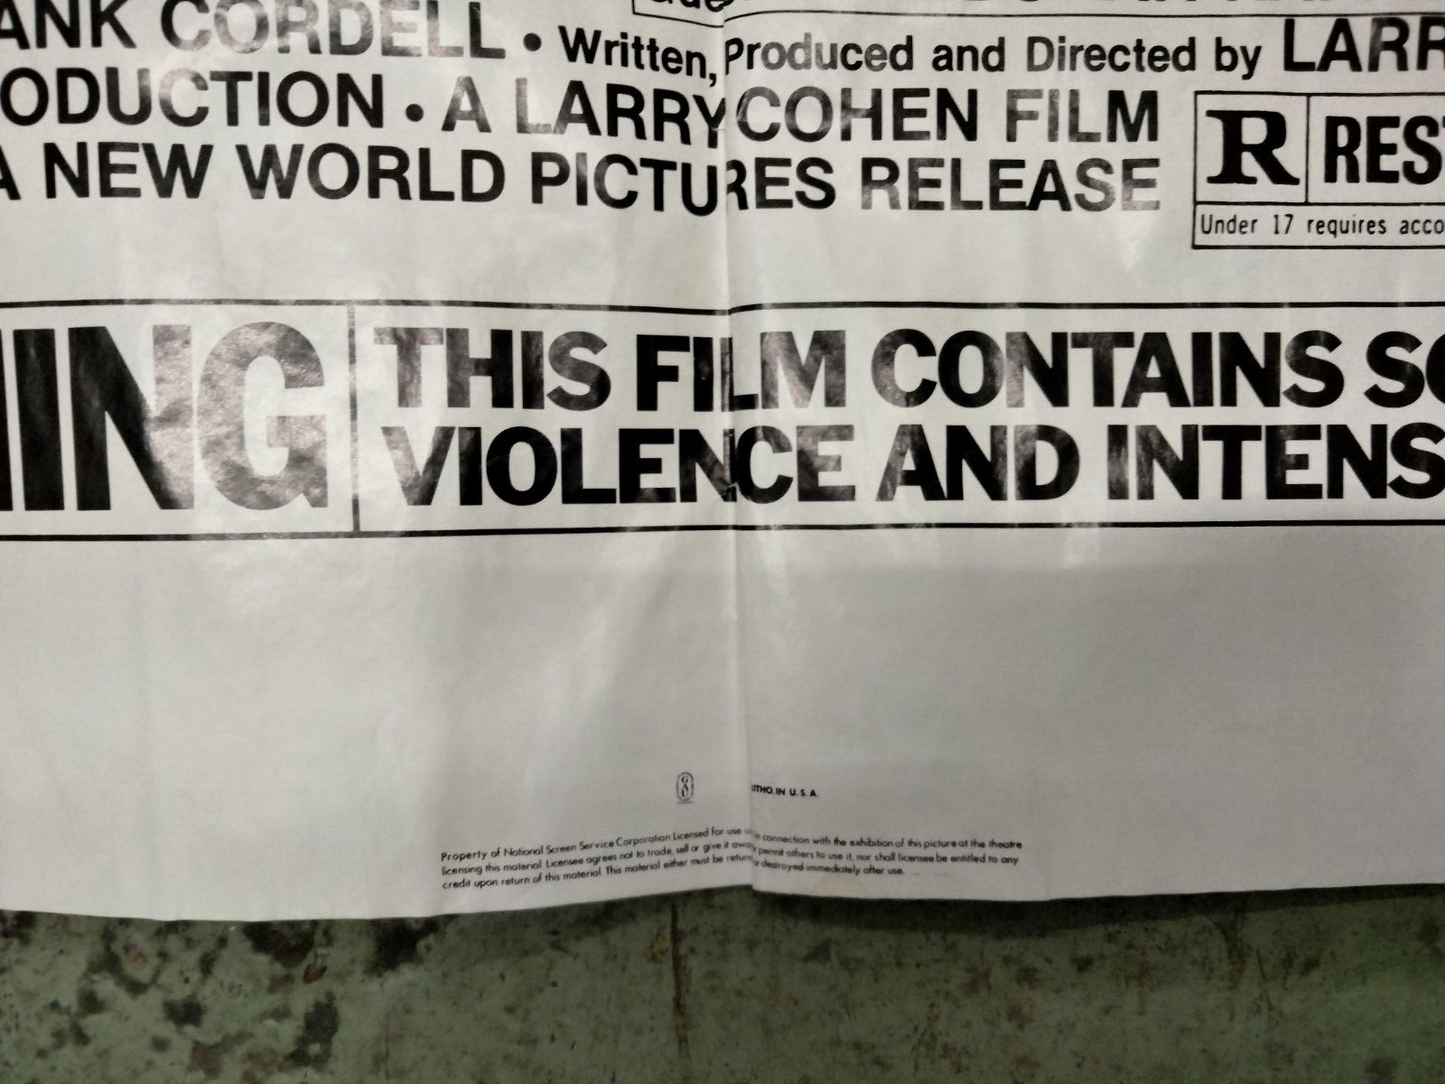 ANK CORDELL • Written, Produced and Directed by LARR
ODUCTION • A LARRY COHEN FILM
A NEW WORLD PICTURES RELEASE
R REST
Under 17 requires acco
NING
THIS FILM CONTAINS SO
VIOLENCE AND INTENS
LITHO. IN U.S.A.
Property of National Screen Service Corporation Licensed for use in connection with the exhibition of this picture at the theatre
licensing this material. Licensee agrees not to trade, sell or give it away permit others to use it, nor shall licensee be entitled to any
credit upon return of this material. This material either must be return destroyed immediately after use.